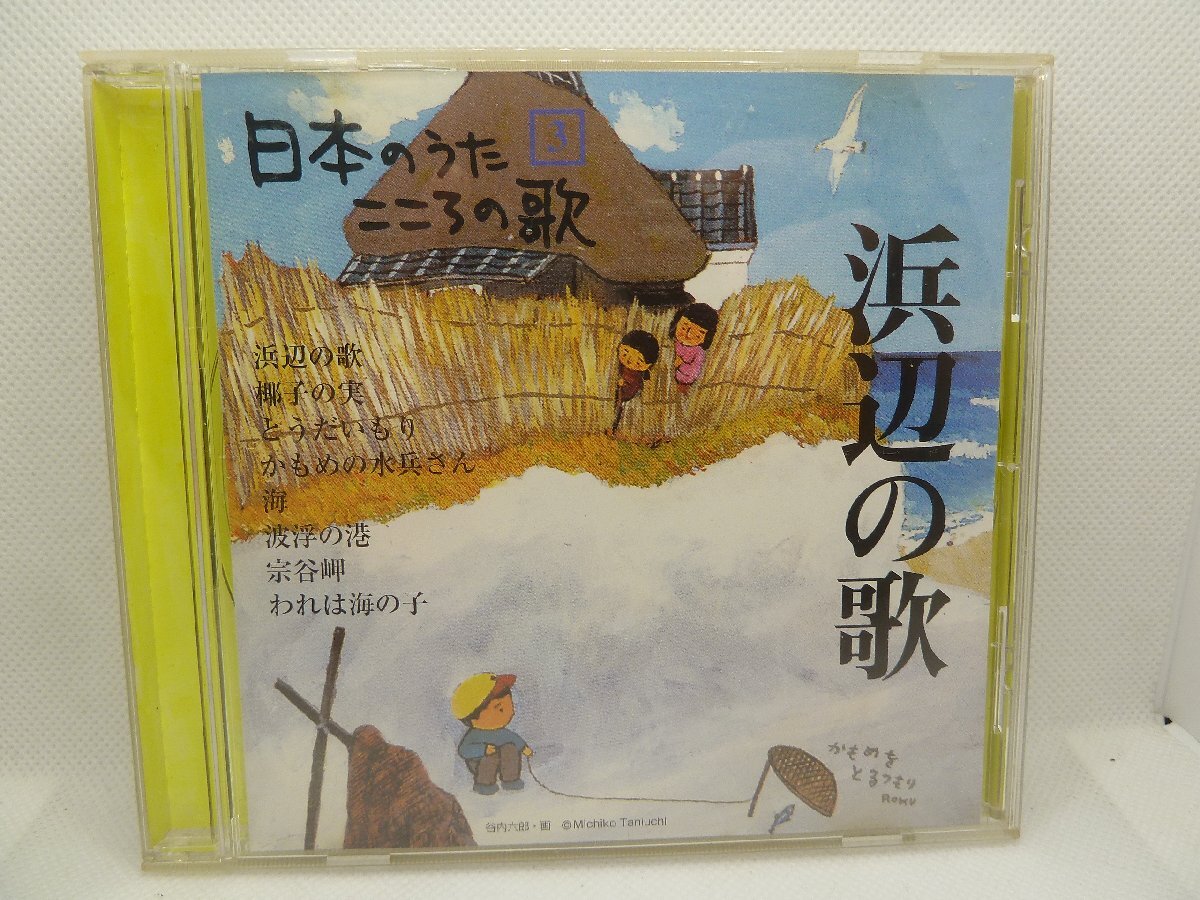 日本のうた 3
こころの歌
浜辺の歌
浜辺の歌
椰子の実
とうだいもり
かもめの水兵さん
海
波浮の港
宗谷岬
われは海の子
かもめを
とるつもり
ROKU
谷内六郎・画 ©Michiko Taniuchi